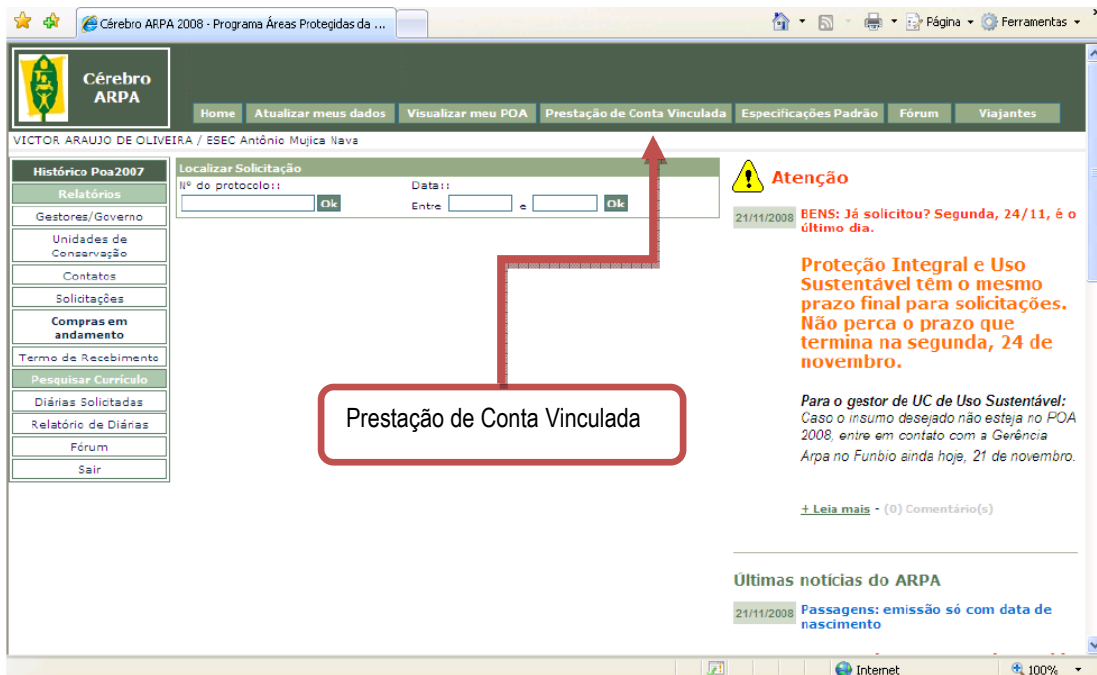 Cérebro ARPA 2008 - Programa Áreas Protegidas da ...
Página
Ferramentas
Cérebro
ARPA
Home
Atualizar meus dados
Visualizar meu POA
Prestação de Conta Vinculada
Especificações Padrão
Fórum
Viajantes
VICTOR ARAUJO DE OLIVEIRA / ESEC Antônio Mujica Nava
Histórico Poa2007
Relatórios
Gestores/Governo
Unidades de
Conservação
Contatos
Solicitações
Compras em
andamento
Termo de Recebimento
Pesquisar Currículo
Diárias Solicitadas
Relatório de Diárias
Fórum
Sair
Localizar Solicitação
Nº do protocolo::
Ok
Data::
Entre e Ok
Prestação de Conta Vinculada
Atenção
21/11/2008
BENS: Já solicitou? Segunda, 24/11, é o
último dia.
Proteção Integral e Uso
Sustentável têm o mesmo
prazo final para solicitações.
Não perca o prazo que
termina na segunda, 24 de
novembro.
Para o gestor de UC de Uso Sustentável:
Caso o insumo desejado não esteja no POA
2008, entre em contato com a Gerência
Arpa no Funbio ainda hoje, 21 de novembro.
+ Leia mais - (0) Comentário(s)
Últimas notícias do ARPA
21/11/2008
Passagens: emissão só com data de
nascimento
Internet
100%